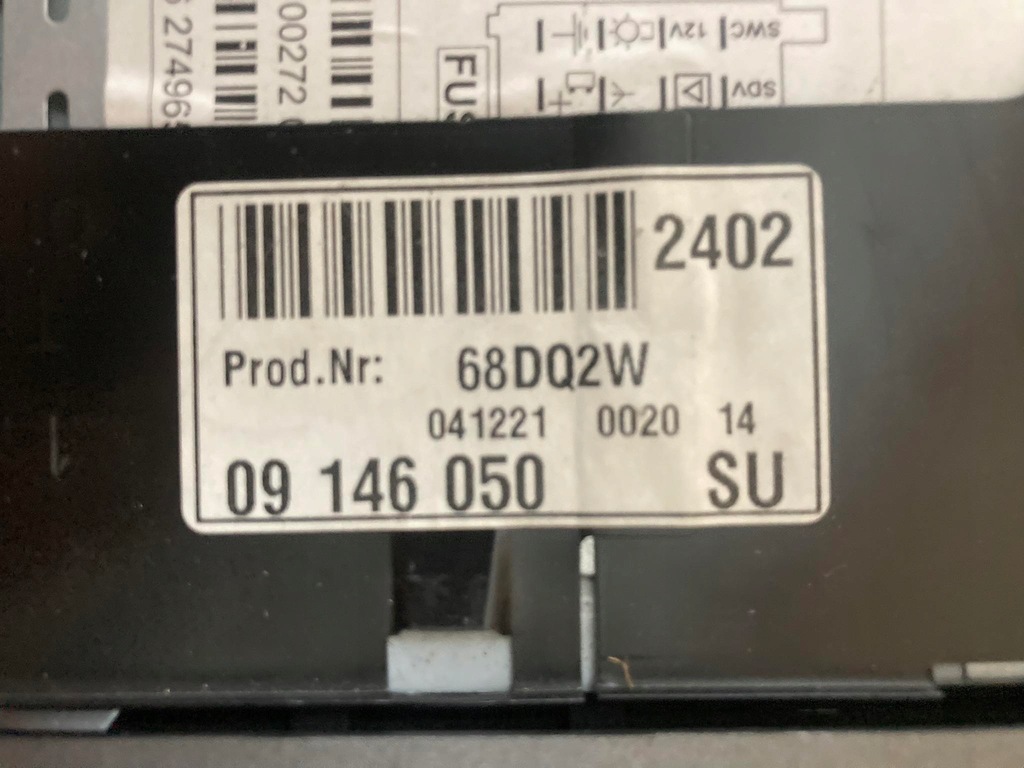 27496
00272
FUS
12V
SWC
SDV
2402
Prod.Nr: 68DQ2W
041221 0020 14
09 146 050 SU